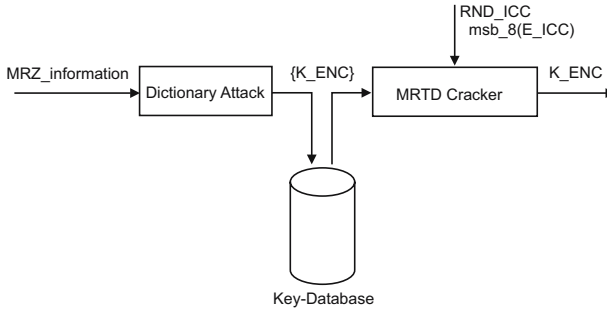 RND_ICC
msb_8(E_ICC)
MRZ_information
{K_ENC}
K_ENC
Dictionary Attack
MRTD Cracker
Key-Database